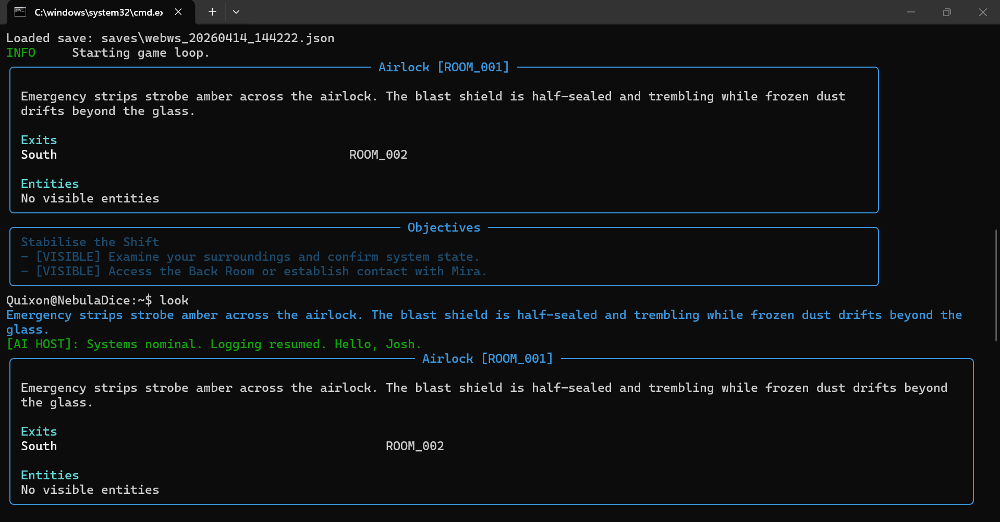 C:\windows\system32\cmd.ex
Loaded save: saves\webws_20260414_144222.json
INFO     Starting game loop.
Airlock [ROOM_001]
Emergency strips strobe amber across the airlock. The blast shield is half-sealed and trembling while frozen dust
drifts beyond the glass.
Exits
South ROOM_002
Entities
No visible entities
Objectives
Stabilise the Shift
- [VISIBLE] Examine your surroundings and confirm system state.
- [VISIBLE] Access the Back Room or establish contact with Mira.
Quixon@NebulaDice:~$ look
Emergency strips strobe amber across the airlock. The blast shield is half-sealed and trembling while frozen dust drifts beyond the
glass.
[AI HOST]: Systems nominal. Logging resumed. Hello, Josh.
Airlock [ROOM_001]
Emergency strips strobe amber across the airlock. The blast shield is half-sealed and trembling while frozen dust drifts beyond
the glass.
Exits
South ROOM_002
Entities
No visible entities